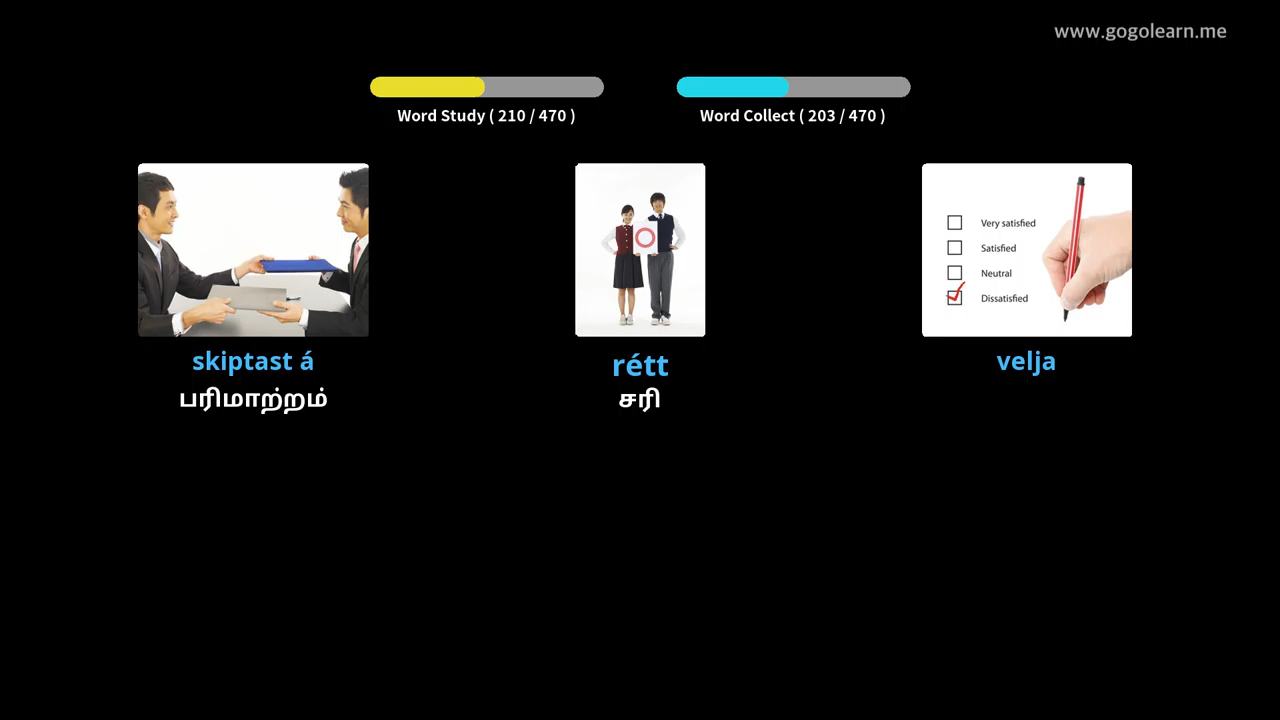 www.gogolearn.me
Word Study ( 210 / 470 )
Word Collect ( 203 / 470 )
Very satisfied
Satisfied
Neutral
Dissatisfied
skiptast á
rétt
velja
பரிமாற்றம்
சரி